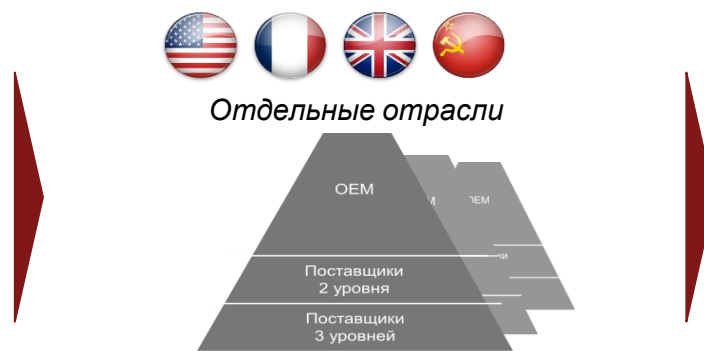 Отдельные отрасли
OEM
OEM
Поставщики
2 уровня
Поставщики
3 уровней